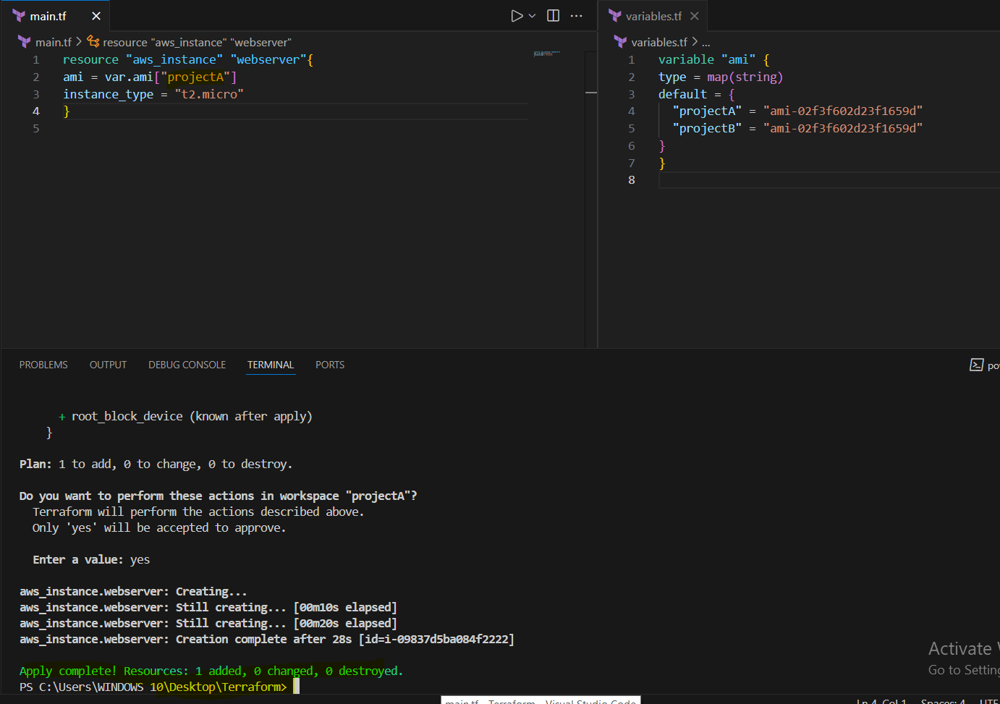 main.tf
main.tf > resource "aws_instance" "webserver"
1 resource "aws_instance" "webserver"{
2 ami = var.ami["projectA"]
3 instance_type = "t2.micro"
4 }
5
variables.tf
variables.tf > ...
1 variable "ami" {
2 type = map(string)
3 default = {
4 "projectA" = "ami-02f3f602d23f1659d"
5 "projectB" = "ami-02f3f602d23f1659d"
6 }
7 }
8
PROBLEMS OUTPUT DEBUG CONSOLE TERMINAL PORTS
+ root_block_device (known after apply)
}
Plan: 1 to add, 0 to change, 0 to destroy.
Do you want to perform these actions in workspace "projectA"?
Terraform will perform the actions described above.
Only 'yes' will be accepted to approve.
Enter a value: yes
aws_instance.webserver: Creating...
aws_instance.webserver: Still creating... [00m10s elapsed]
aws_instance.webserver: Still creating... [00m20s elapsed]
aws_instance.webserver: Creation complete after 28s [id=i-09837d5ba084f2222]
Apply complete! Resources: 1 added, 0 changed, 0 destroyed.
PS C:\Users\WINDOWS 10\Desktop\Terraform>
Activate
Go to Setting
main.tf - Terraform - Visual Studio Code
Ln 4, Col 1 Spaces: 4